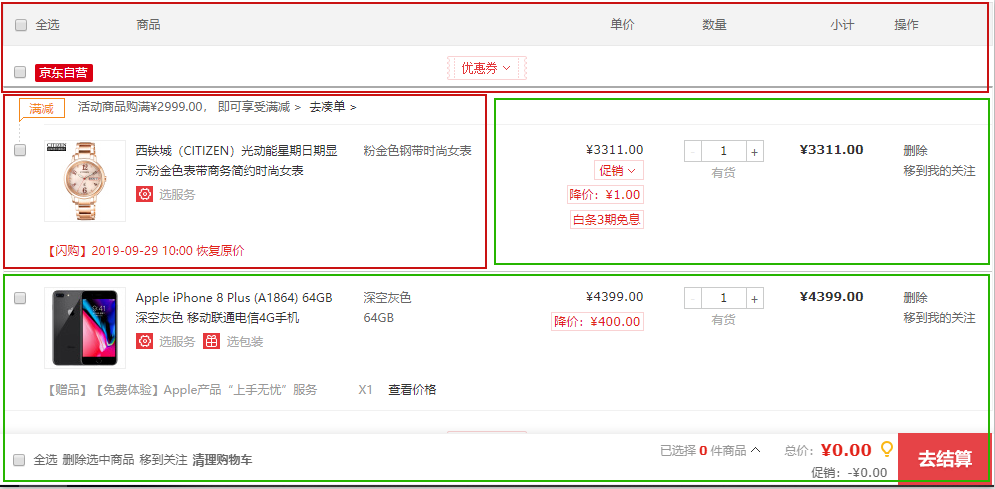 全选 商品 单价 数量 小计 操作
京东自营 优惠券
满减 活动商品购满¥2999.00， 即可享受满减 > 去凑单 >
CITIZEN 西铁城（CITIZEN）光动能星期日期显 粉金色钢带时尚女表 ¥3311.00 - 1 + ¥3311.00 删除
示粉金色表带商务简约时尚女表 促销 有货 移到我的关注
选服务 降价：¥1.00
白条3期免息
【闪购】2019-09-29 10:00 恢复原价
Apple iPhone 8 Plus (A1864) 64GB 深空灰色 ¥4399.00 - 1 + ¥4399.00 删除
深空灰色 移动联通电信4G手机 64GB 降价：¥400.00 有货 移到我的关注
选服务 选包装
【赠品】【免费体验】Apple产品“上手无忧”服务 X1 查看价格
全选 删除选中商品 移到关注 清理购物车 已选择 0 件商品 总价： ¥0.00 去结算
促销：-¥0.00